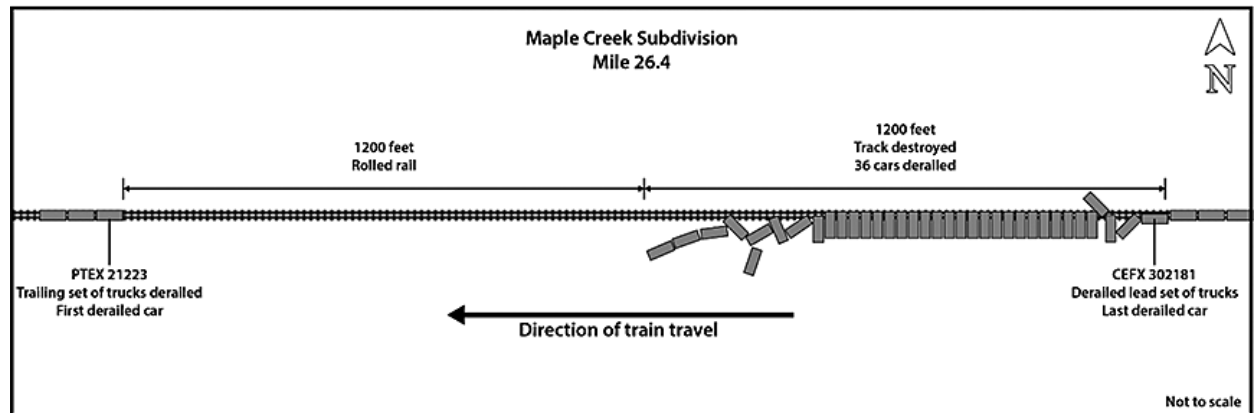 Maple Creek Subdivision
Mile 26.4
N
1200 feet
Rolled rail
1200 feet
Track destroyed
36 cars derailed
PTEX 21223
Trailing set of trucks derailed
First derailed car
CEFX 302181
Derailed lead set of trucks
Last derailed car
Direction of train travel
Not to scale